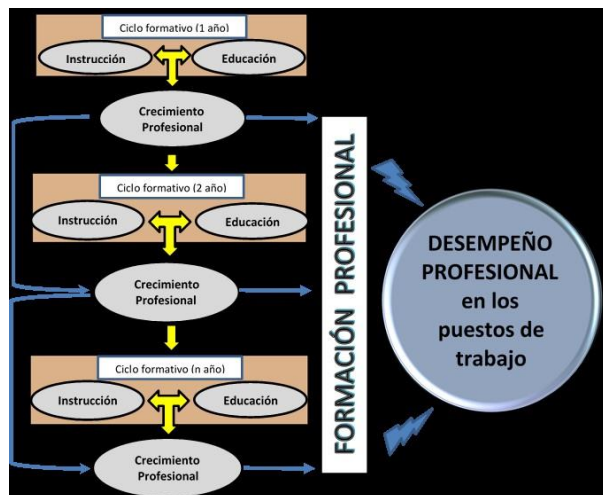 Ciclo formativo (1 año)
Instrucción
Educación
Crecimiento
Profesional
Ciclo formativo (2 año)
Instrucción
Educación
Crecimiento
Profesional
Ciclo formativo (n año)
Instrucción
Educación
Crecimiento
Profesional
FORMACIÓN PROFESIONAL
DESEMPEÑO
PROFESIONAL
en los
puestos de
trabajo